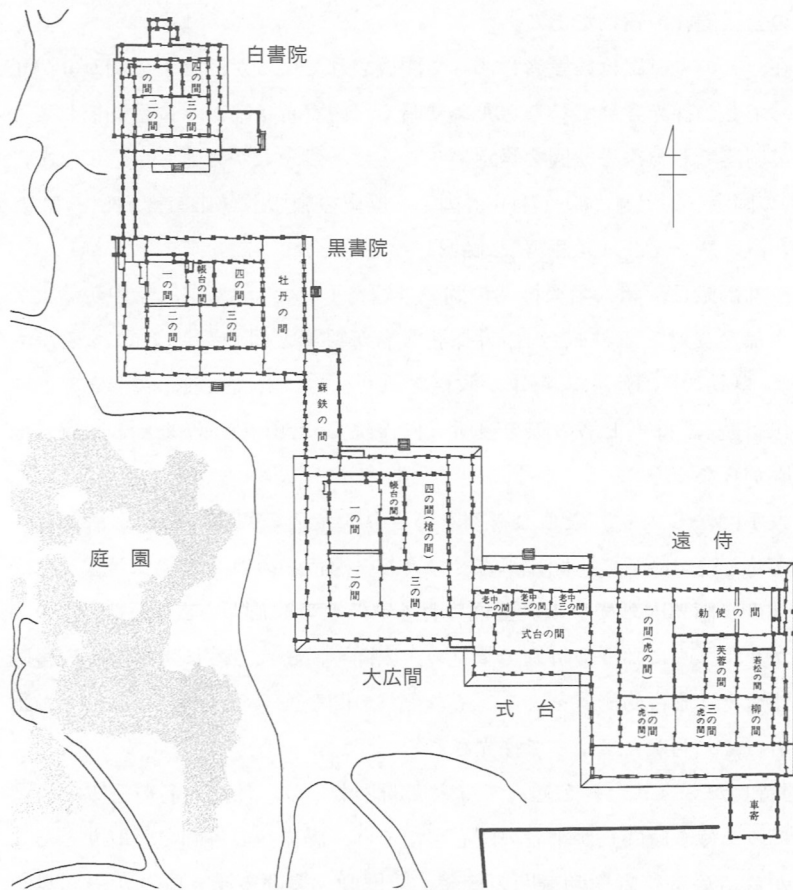 白書院
一の間
四の間
二の間
三の間
黒書院
一の間
帳台の間
四の間
牡丹の間
二の間
三の間
蘇鉄の間
大広間
一の間
帳台の間
四の間(槍の間)
二の間
三の間
庭園
式台
老中一の間
老中二の間
老中三の間
式台の間
遠侍
一の間(虎の間)
勅使の間
芙蓉の間
若松の間
二の間(虎の間)
三の間(虎の間)
柳の間
車寄